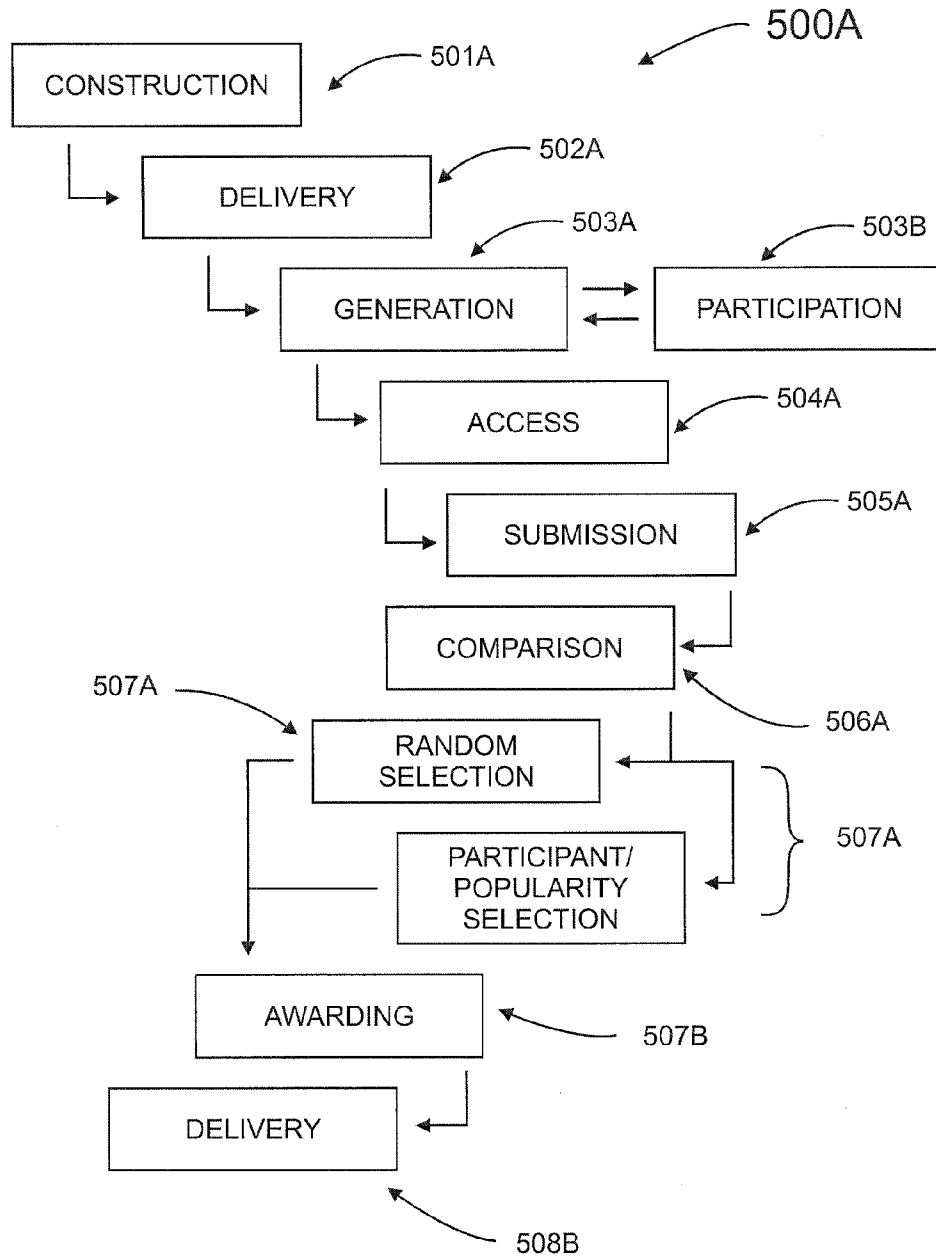 500A
CONSTRUCTION
501A
DELIVERY
502A
503A
503B
GENERATION
PARTICIPATION
ACCESS
504A
SUBMISSION
505A
COMPARISON
506A
507A
RANDOM
SELECTION
507A
PARTICIPANT/
POPULARITY
SELECTION
AWARDING
507B
DELIVERY
508B